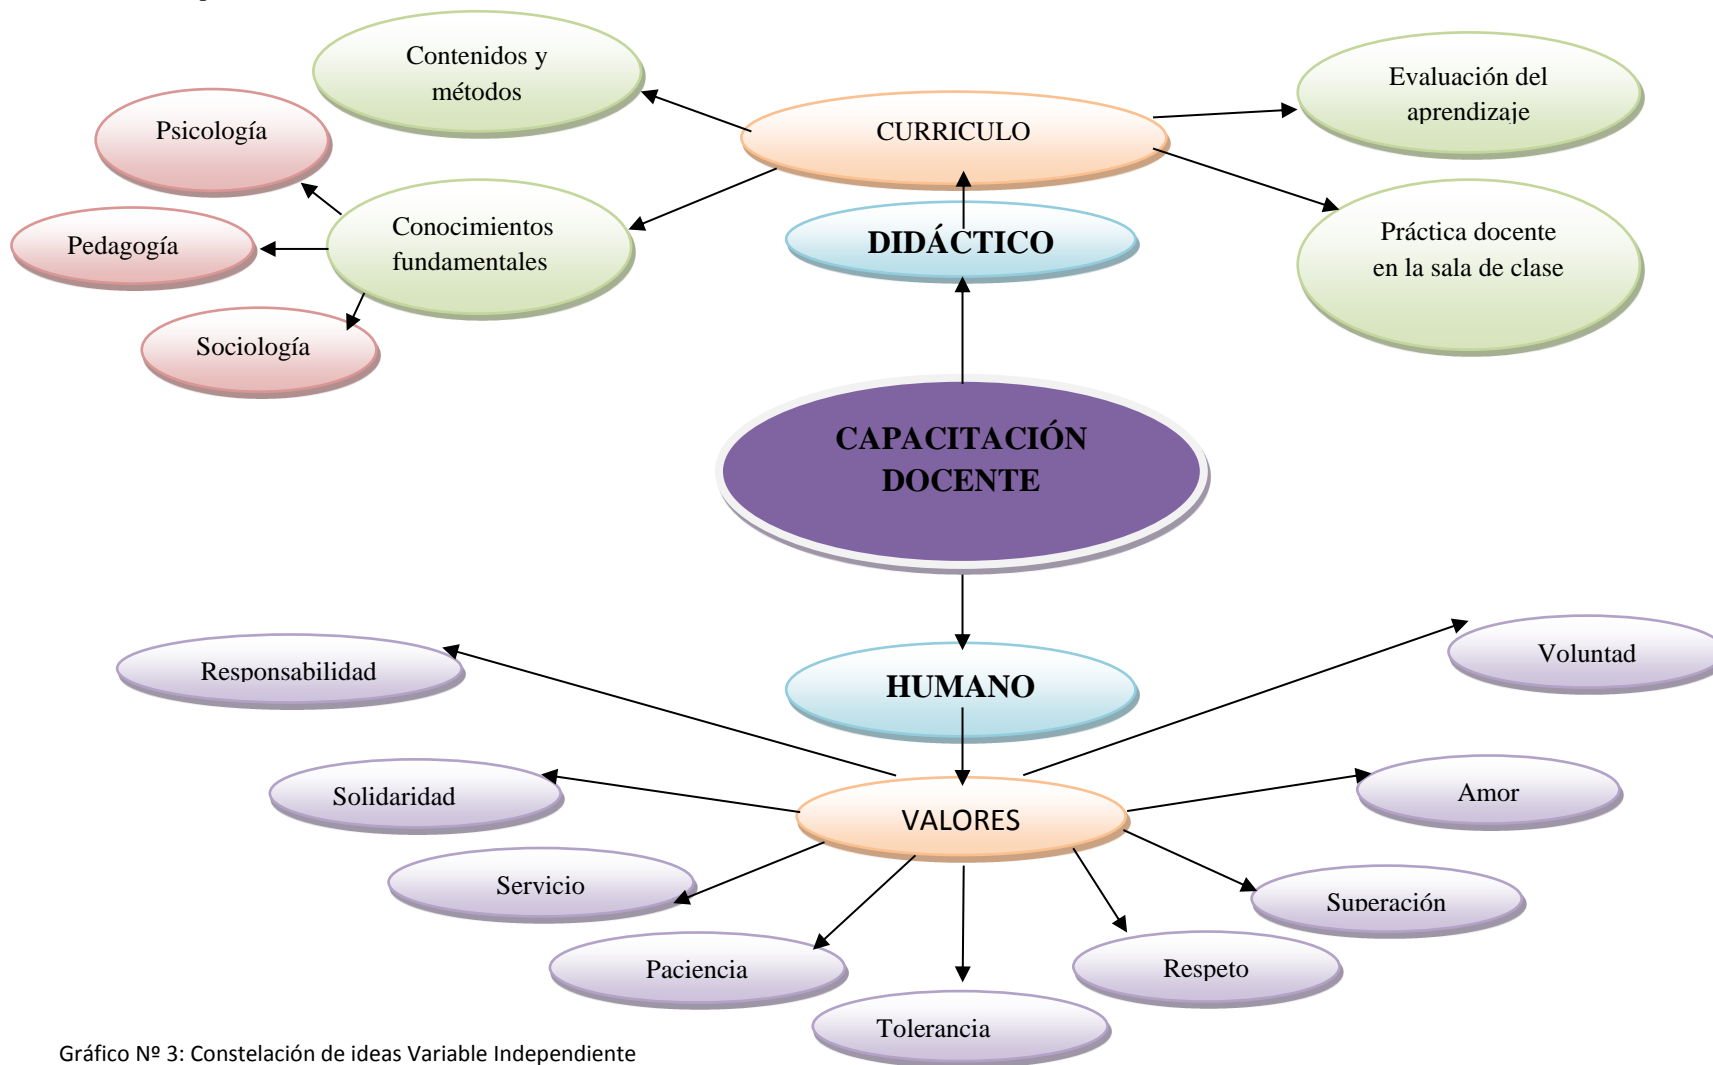 Contenidos y
métodos
Evaluación del
aprendizaje
Psicología
CURRICULO
Conocimientos
fundamentales
Pedagogía
DIDÁCTICO
Práctica docente
en la sala de clase
Sociología
CAPACITACIÓN
DOCENTE
Responsabilidad
HUMANO
Voluntad
Solidaridad
VALORES
Amor
Servicio
Superación
Paciencia
Respeto
Tolerancia
Gráfico Nº 3: Constelación de ideas Variable Independiente